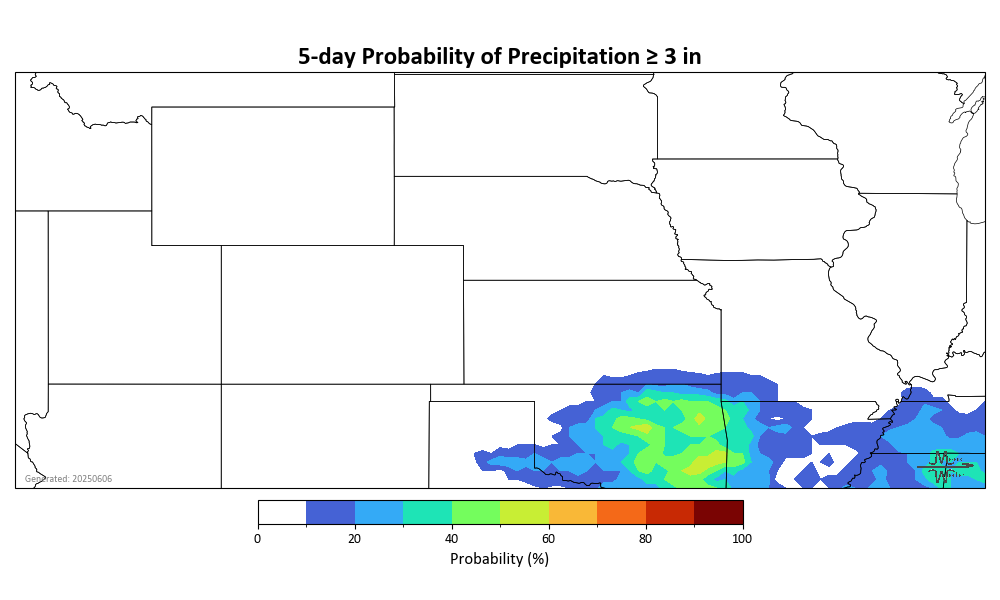 5-day Probability of Precipitation ≥ 3 in
Generated: 20250606
0 20 40 60 80 100
Probability (%)